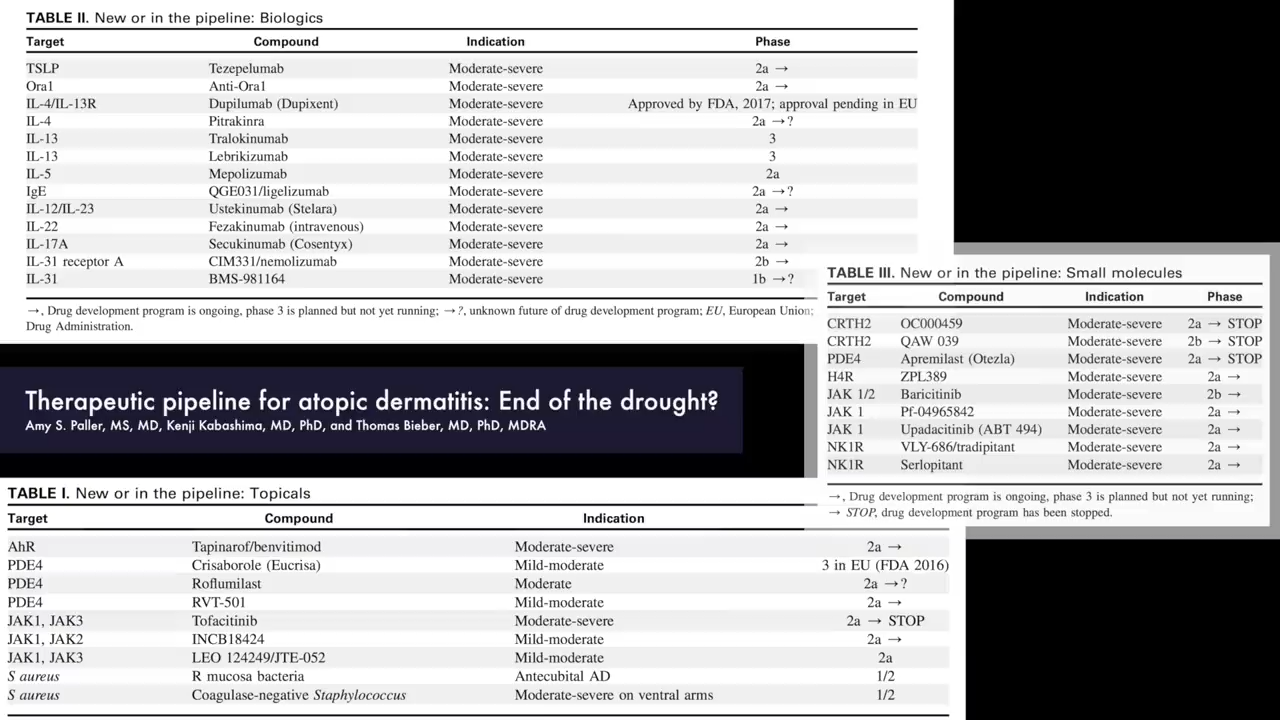 TABLE II. New or in the pipeline: Biologics
Target Compound Indication Phase
TSLP Tezepelumab Moderate-severe 2a →
Ora1 Anti-Ora1 Moderate-severe 2a →
IL-4/IL-13R Dupilumab (Dupixent) Moderate-severe Approved by FDA, 2017; approval pending in EU
IL-4 Pitrakinra Moderate-severe 2a →?
IL-13 Tralokinumab Moderate-severe 3
IL-13 Lebrikizumab Moderate-severe 3
IL-5 Mepolizumab Moderate-severe 2a
IgE QGE031/ligelizumab Moderate-severe 2a →?
IL-12/IL-23 Ustekinumab (Stelara) Moderate-severe 2a →
IL-22 Fezakinumab (intravenous) Moderate-severe 2a →
IL-17A Secukinumab (Cosentyx) Moderate-severe 2a →
IL-31 receptor A CIM331/nemolizumab Moderate-severe 2b →
IL-31 BMS-981164 Moderate-severe 1b →?
→, Drug development program is ongoing, phase 3 is planned but not yet running; →?, unknown future of drug development program; EU, European Union;
Drug Administration.
TABLE III. New or in the pipeline: Small molecules
Target Compound Indication Phase
CRTH2 OC000459 Moderate-severe 2a → STOP
CRTH2 QAW 039 Moderate-severe 2b → STOP
PDE4 Apremilast (Otezla) Moderate-severe 2a → STOP
H4R ZPL389 Moderate-severe 2a →
JAK 1/2 Baricitinib Moderate-severe 2b →
JAK 1 Pf-04965842 Moderate-severe 2a →
JAK 1 Upadacitinib (ABT 494) Moderate-severe 2a →
NK1R VLY-686/tradipitant Moderate-severe 2a →
NK1R Serlopitant Moderate-severe 2a →
→, Drug development program is ongoing, phase 3 is planned but not yet running;
→ STOP, drug development program has been stopped.
Therapeutic pipeline for atopic dermatitis: End of the drought?
Amy S. Paller, MS, MD, Kenji Kabashima, MD, PhD, and Thomas Bieber, MD, PhD, MDRA
TABLE I. New or in the pipeline: Topicals
Target Compound Indication
AhR Tapinarof/benvitimod Moderate-severe 2a →
PDE4 Crisaborole (Eucrisa) Mild-moderate 3 in EU (FDA 2016)
PDE4 Roflumilast Moderate 2a →?
PDE4 RVT-501 Mild-moderate 2a →
JAK1, JAK3 Tofacitinib Moderate-severe 2a → STOP
JAK1, JAK2 INCB18424 Mild-moderate 2a →
JAK1, JAK3 LEO 124249/JTE-052 Mild-moderate 2a
S aureus R mucosa bacteria Antecubital AD 1/2
S aureus Coagulase-negative Staphylococcus Moderate-severe on ventral arms 1/2